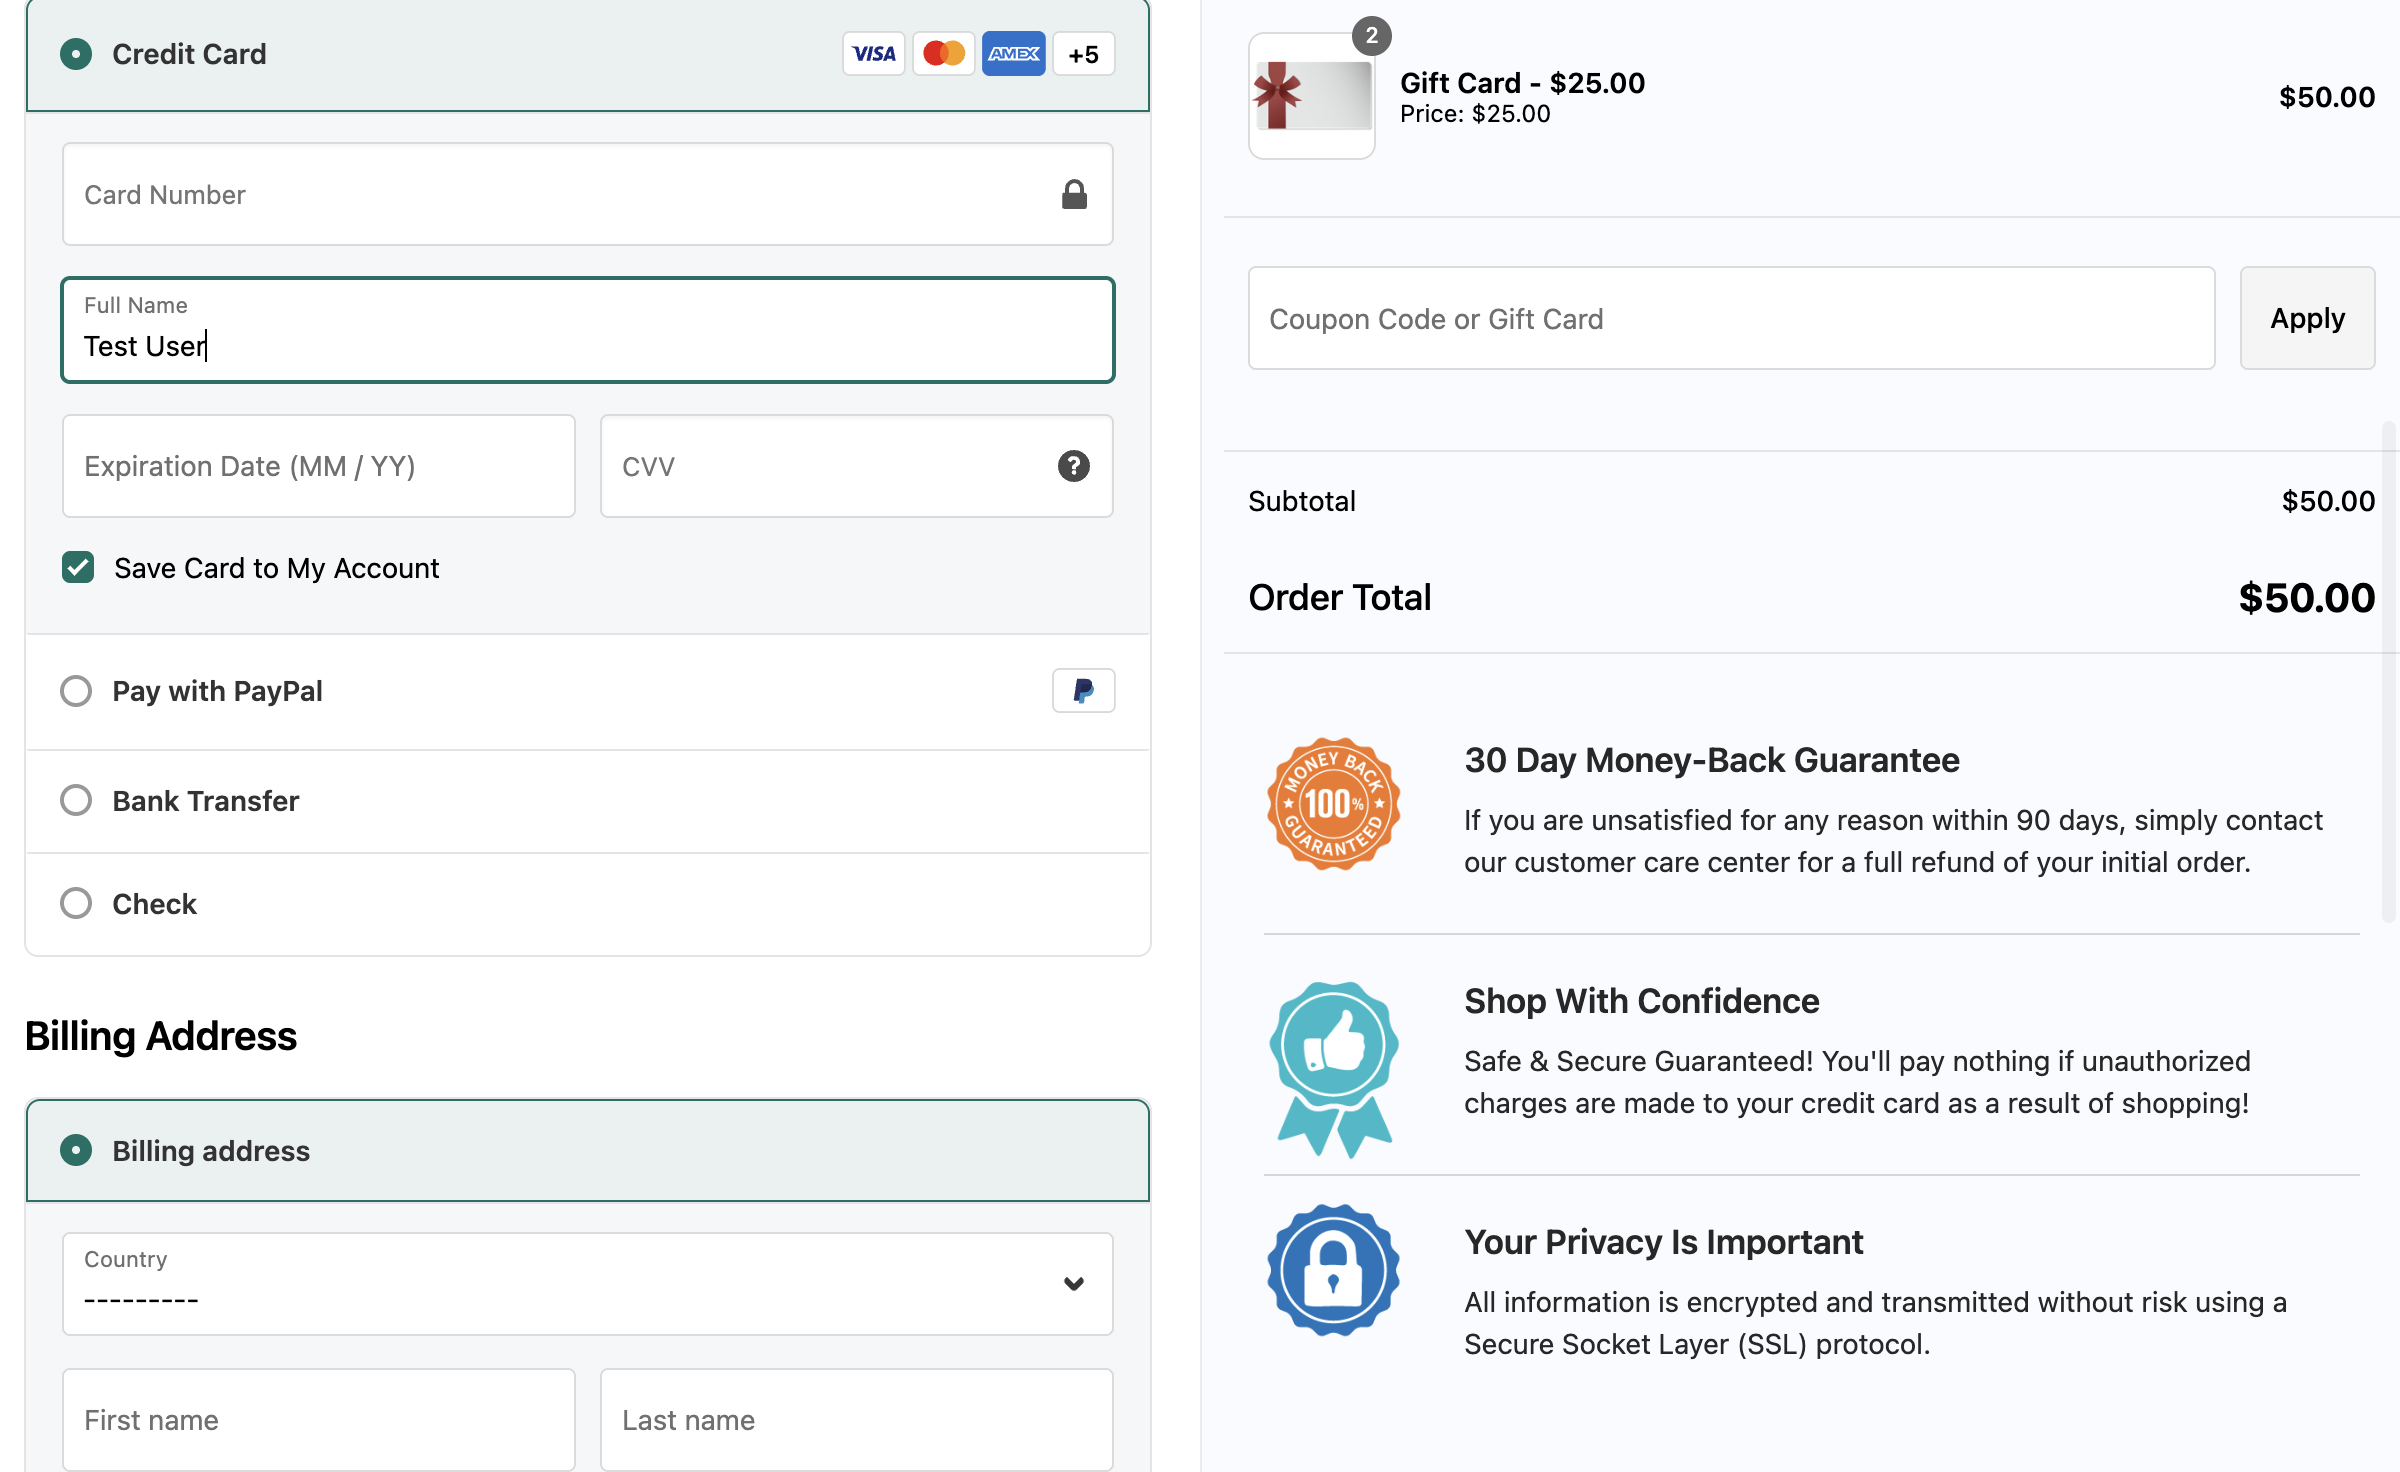 Credit Card
VISA
AMEX
+5
Card Number
Full Name
Test User
Expiration Date (MM / YY)
CVV
?
Save Card to My Account
Pay with PayPal
P
Bank Transfer
Check
Billing Address
Billing address
Country
---------
First name
Last name
2
Gift Card - $25.00
Price: $25.00
$50.00
Coupon Code or Gift Card
Apply
Subtotal
$50.00
Order Total
$50.00
MONEY BACK
100%
GUARANTEED
30 Day Money-Back Guarantee
If you are unsatisfied for any reason within 90 days, simply contact
our customer care center for a full refund of your initial order.
Shop With Confidence
Safe & Secure Guaranteed! You'll pay nothing if unauthorized
charges are made to your credit card as a result of shopping!
Your Privacy Is Important
All information is encrypted and transmitted without risk using a
Secure Socket Layer (SSL) protocol.